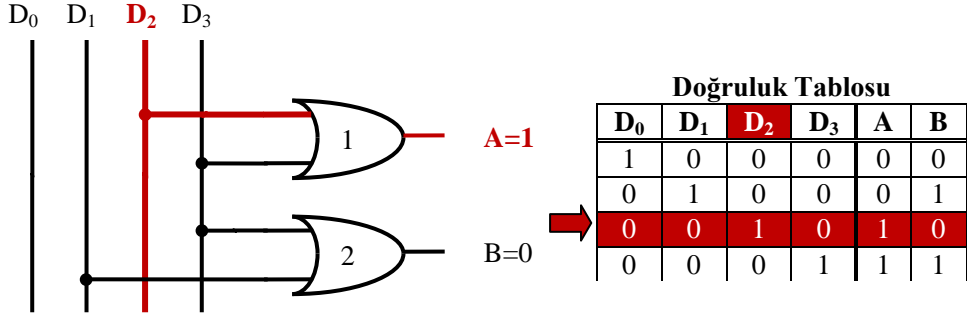 D₀ D₁ D₂ D₃
1
A=1
2
B=0
Doğruluk Tablosu
D₀ D₁ D₂ D₃ A B
1 0 0 0 0 0
0 1 0 0 0 1
0 0 1 0 1 0
0 0 0 1 1 1